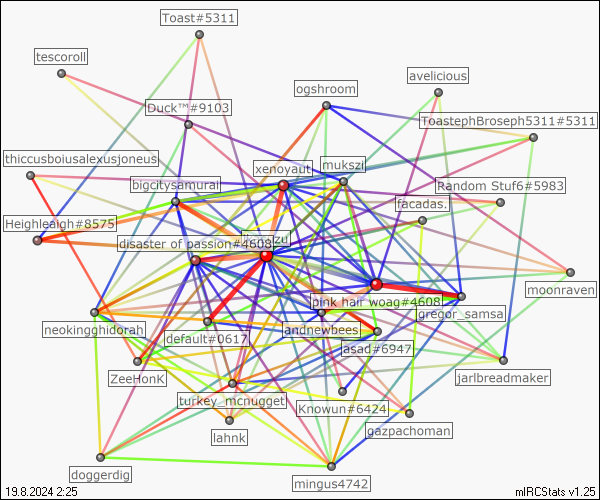 Toast#5311
tescoroll
avelicious
ogshroom
Duck™#9103
ToastephBroseph5311#5311
thiccusboiusalexusjoneus
xenoyaut
mukszi
bigcitysamurai
Random Stuf6#5983
facadas.
Heighleaigh#8575
disaster of passion#4608
zu
moonraven
pink hair woag#4608
gregor_samsa
neokingghidorah
default#0617
andnewbees
asad#6947
ZeeHonK
jarlbreadmaker
turkey_mcnugget
Knowun#6424
gazpachoman
lahnk
doggerdig
mingus4742
19.8.2024 2:25
mIRCStats v1.25